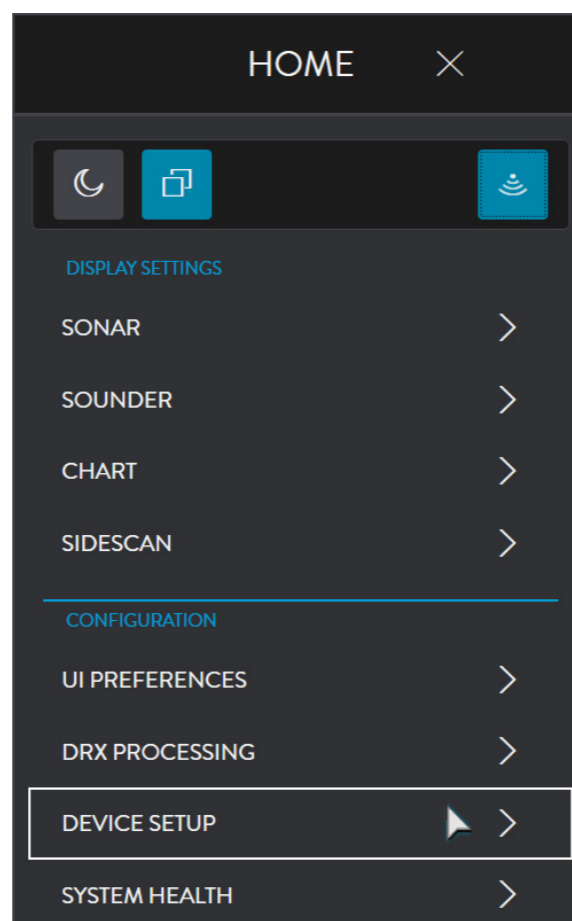 HOME
DISPLAY SETTINGS
SONAR
SOUNDER
CHART
SIDESCAN
CONFIGURATION
UI PREFERENCES
DRX PROCESSING
DEVICE SETUP
SYSTEM HEALTH